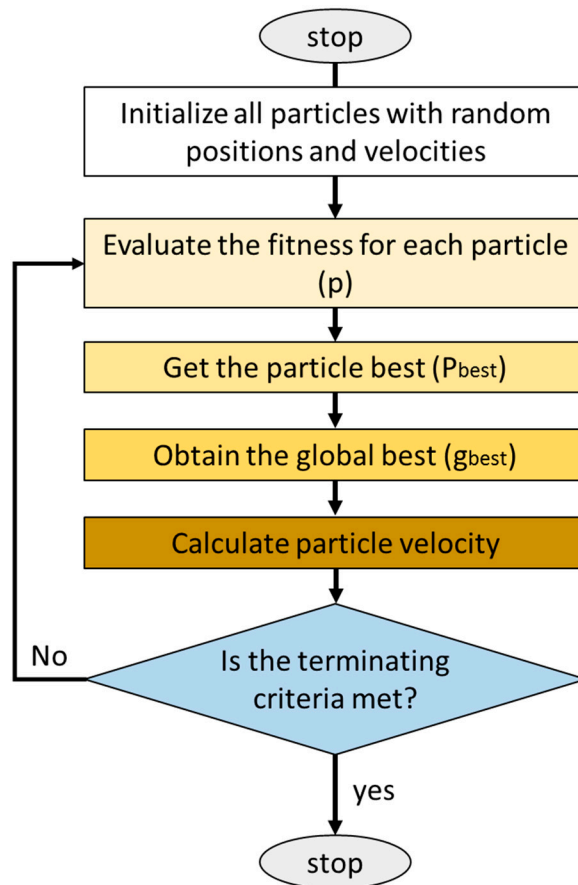 stop
Initialize all particles with random
positions and velocities
Evaluate the fitness for each particle
(p)
Get the particle best (Pbest)
Obtain the global best (gbest)
Calculate particle velocity
Is the terminating
criteria met?
No
yes
stop